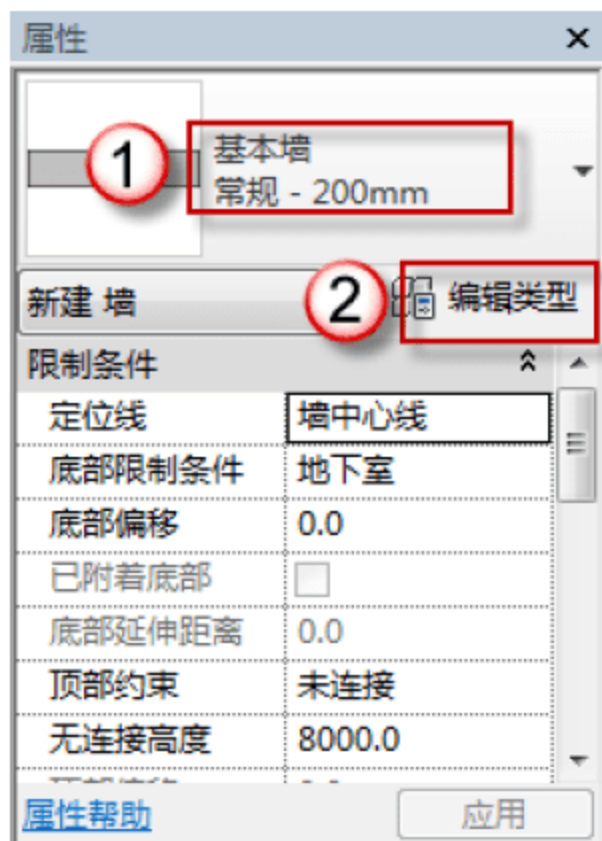 属性
1
基本墙
常规 - 200mm
新建 墙
2
编辑类型
限制条件
定位线 墙中心线
底部限制条件 地下室
底部偏移 0.0
已附着底部
底部延伸距离 0.0
顶部约束 未连接
无连接高度 8000.0
属性帮助 应用